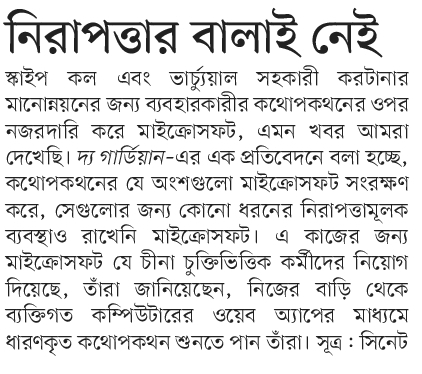 নিরাপত্তার বালাই নেই
স্কাইপ কল এবং ভার্চ্যুয়াল সহকারী করটানার
মানোন্নয়নের জন্য ব্যবহারকারীর কথোপকথনের ওপর
নজরদারি করে মাইক্রোসফট, এমন খবর আমরা
দেখেছি। দ্য গার্ডিয়ান-এর এক প্রতিবেদনে বলা হচ্ছে,
কথোপকথনের যে অংশগুলো মাইক্রোসফট সংরক্ষণ
করে, সেগুলোর জন্য কোনো ধরনের নিরাপত্তামূলক
ব্যবস্থাও রাখেনি মাইক্রোসফট। এ কাজের জন্য
মাইক্রোসফট যে চীনা চুক্তিভিত্তিক কর্মীদের নিয়োগ
দিয়েছে, তাঁরা জানিয়েছেন, নিজের বাড়ি থেকে
ব্যক্তিগত কম্পিউটারের ওয়েব অ্যাপের মাধ্যমে
ধারণকৃত কথোপকথন শুনতে পান তাঁরা। সূত্র : সিনেট